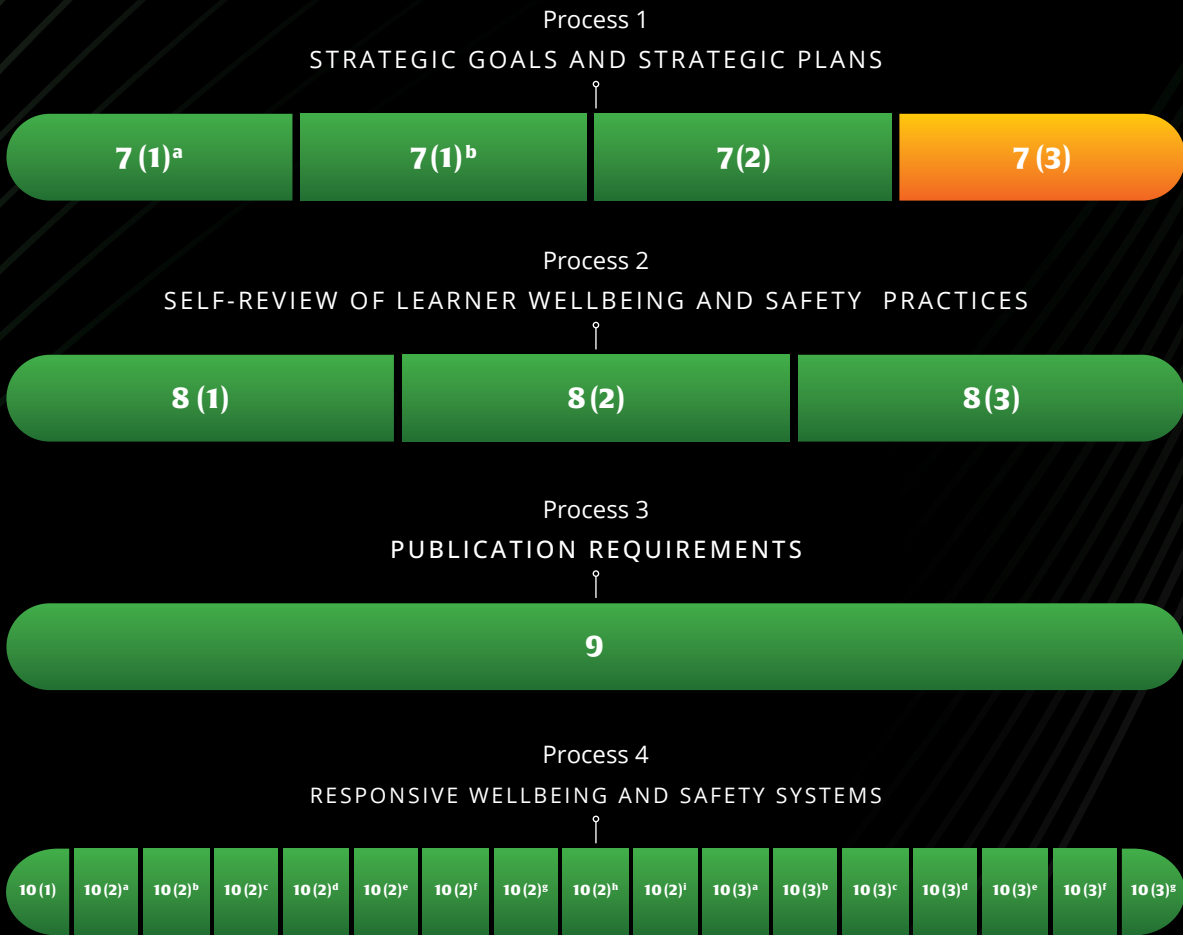 Process 1
STRATEGIC GOALS AND STRATEGIC PLANS
7 (1)ᵃ 7 (1)ᵇ 7(2) 7 (3)
Process 2
SELF-REVIEW OF LEARNER WELLBEING AND SAFETY PRACTICES
8 (1) 8 (2) 8 (3)
Process 3
PUBLICATION REQUIREMENTS
9
Process 4
RESPONSIVE WELLBEING AND SAFETY SYSTEMS
10 (1) 10 (2)ᵃ 10 (2)ᵇ 10 (2)ᶜ 10 (2)ᵈ 10 (2)ᵉ 10 (2)ᶠ 10 (2)ᵍ 10 (2)ʰ 10 (2)ⁱ 10 (3)ᵃ 10 (3)ᵇ 10 (3)ᶜ 10 (3)ᵈ 10 (3)ᵉ 10 (3)ᶠ 10 (3)ᵍ